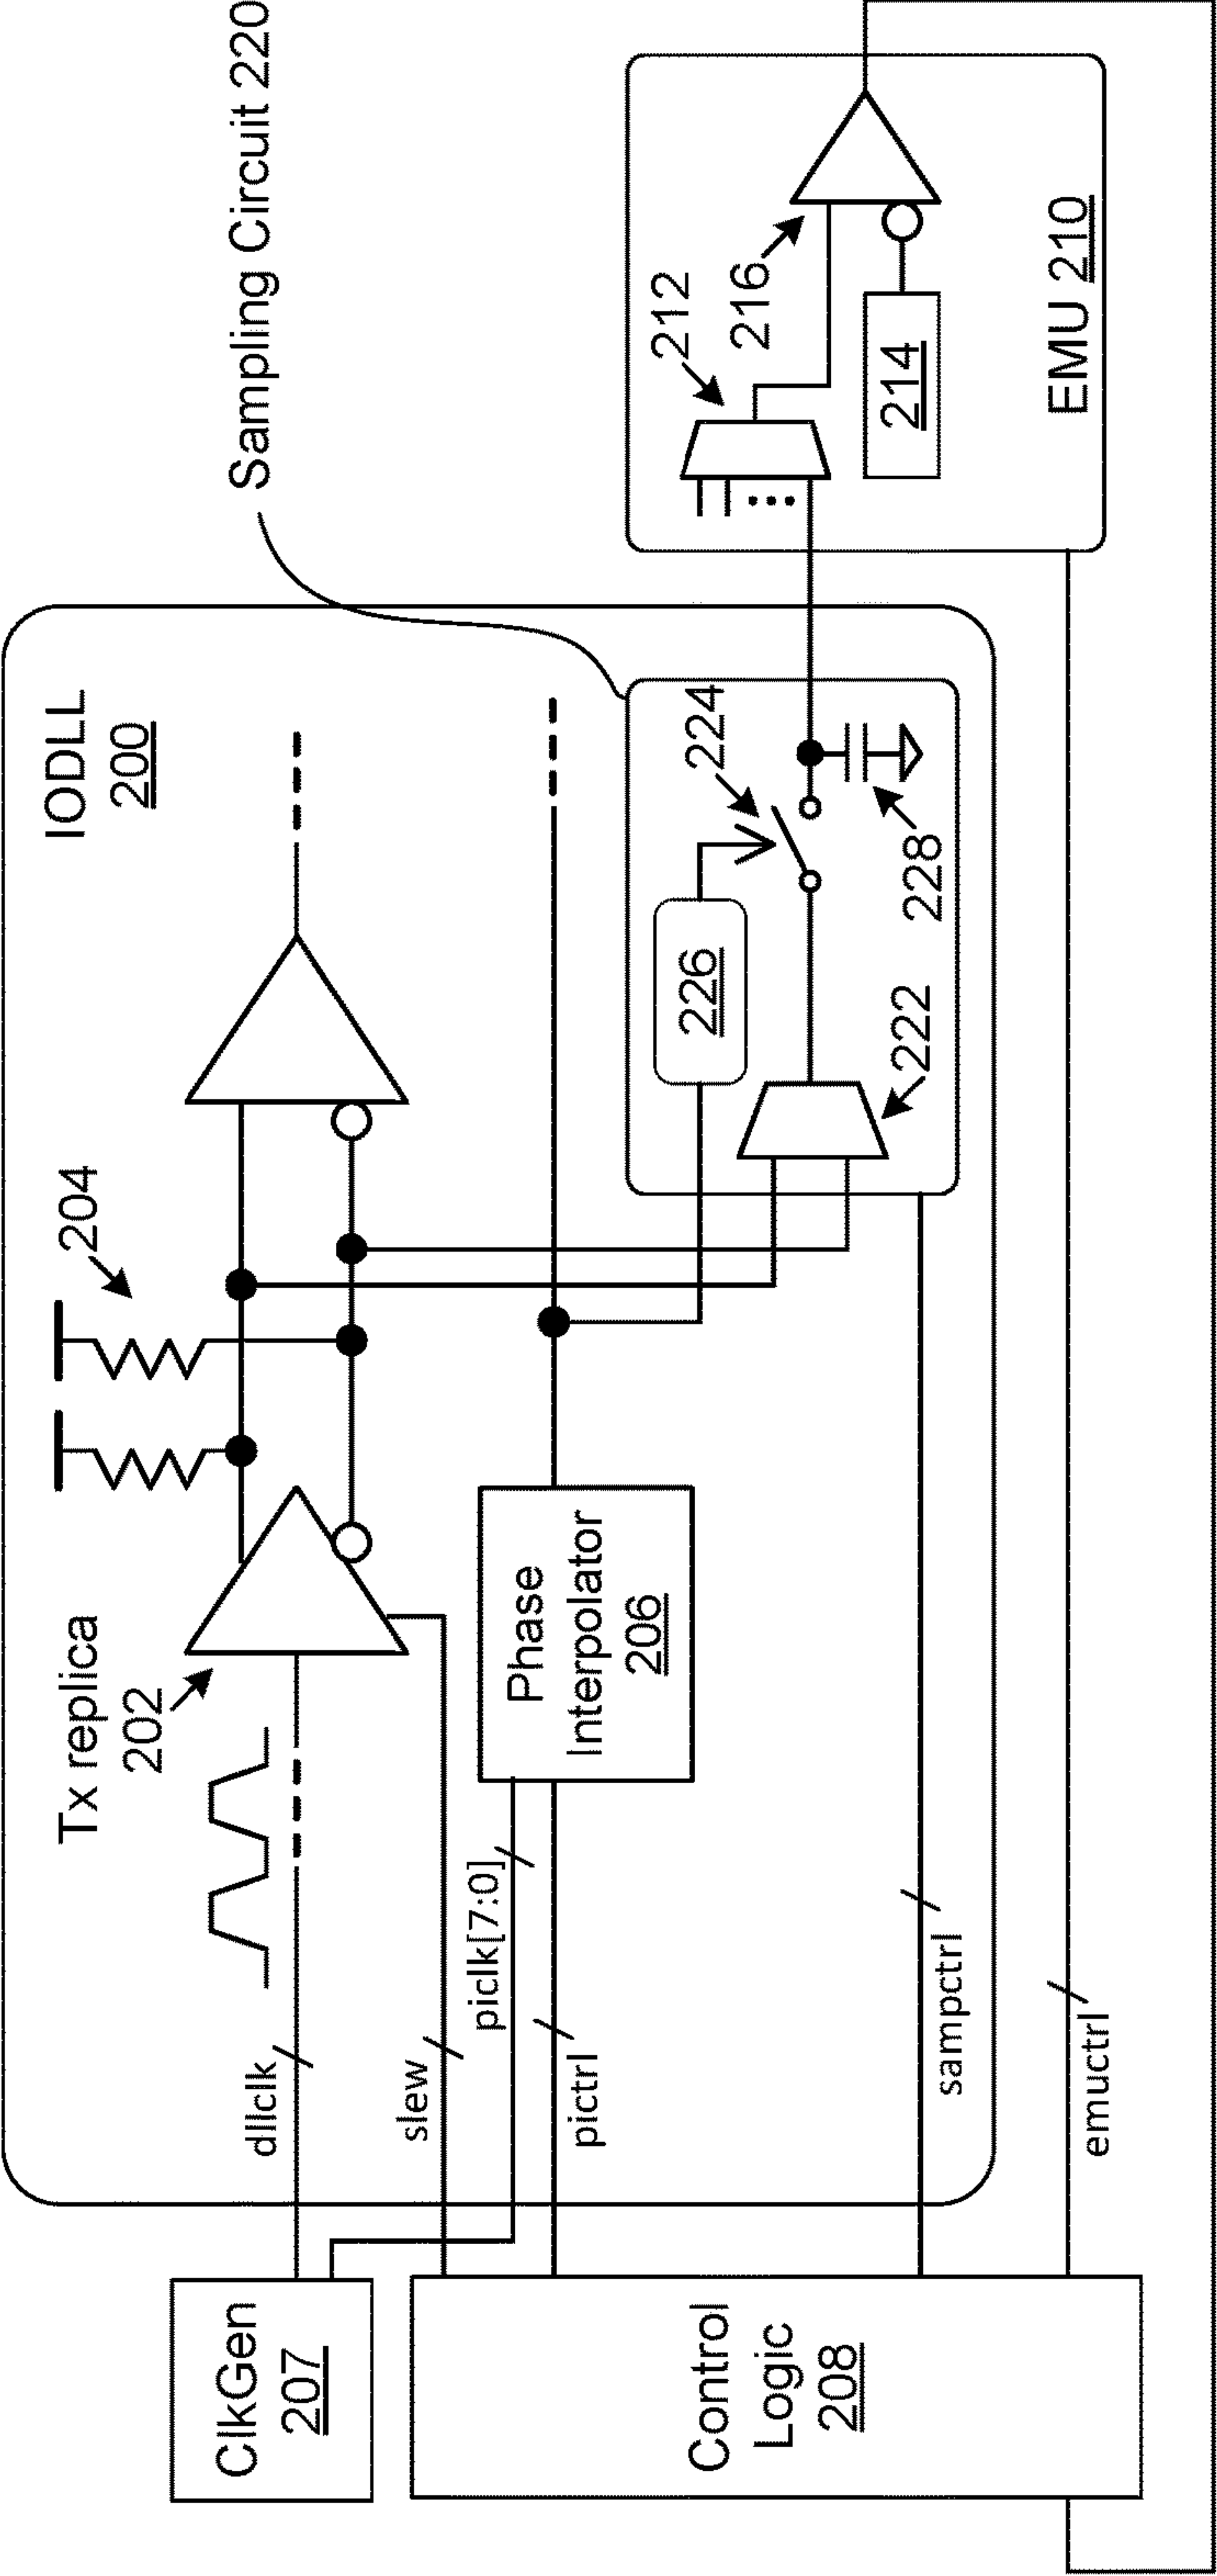 Sampling Circuit 220
IODLL
200
204
Tx replica
202
dllclk
slew
piclk[7:0]
pictrl
Phase
Interpolator
206
226
224
228
222
sampctrl
emuctrl
212
216
214
EMU 210
ClkGen
207
Control
Logic
208